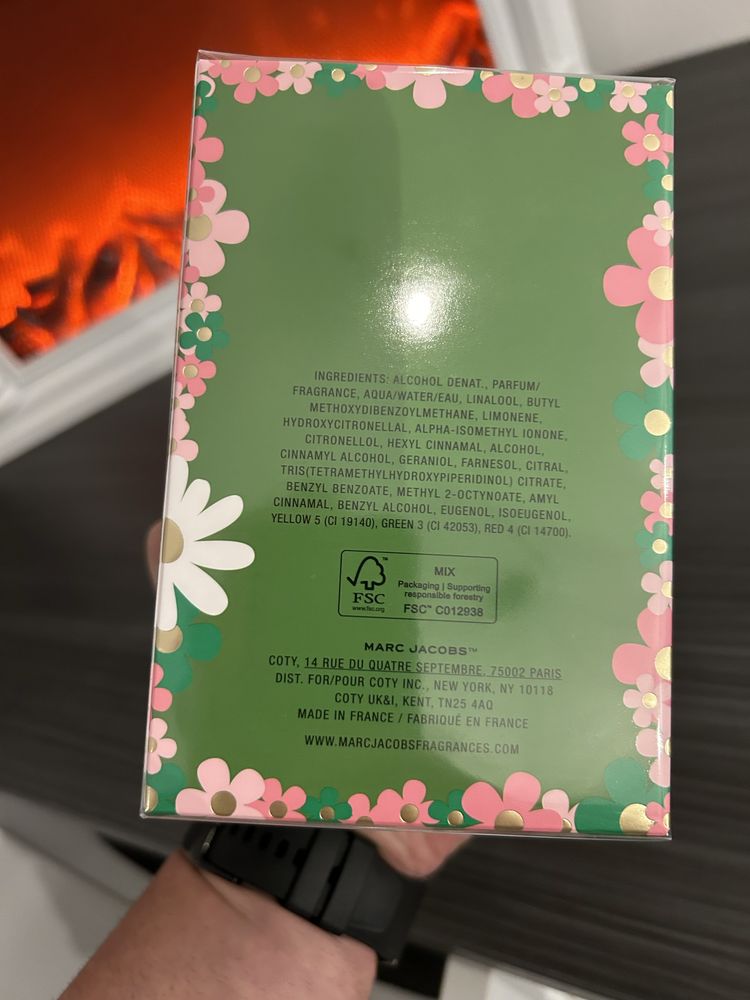 INGREDIENTS: ALCOHOL DENAT., PARFUM/
FRAGRANCE, AQUA/WATER/EAU, LINALOOL, BUTYL
METHOXYDIBENZOYLMETHANE, LIMONENE,
HYDROXYCITRONELLAL, ALPHA-ISOMETHYL IONONE,
CITRONELLOL, HEXYL CINNAMAL, ALCOHOL,
CINNAMYL ALCOHOL, GERANIOL, FARNESOL, CITRAL,
TRIS(TETRAMETHYLHYDROXYPIPERIDINOL) CITRATE,
BENZYL BENZOATE, METHYL 2-OCTYNOATE, AMYL
CINNAMAL, BENZYL ALCOHOL, EUGENOL, ISOEUGENOL,
YELLOW 5 (CI 19140), GREEN 3 (CI 42053), RED 4 (CI 14700).
™
FSC
www.fsc.org
MIX
Packaging | Supporting
responsible forestry
FSC™ C012938
MARC JACOBS™
COTY, 14 RUE DU QUATRE SEPTEMBRE, 75002 PARIS
DIST. FOR/POUR COTY INC., NEW YORK, NY 10118
COTY UK&I, KENT, TN25 4AQ
MADE IN FRANCE / FABRIQUÉ EN FRANCE
WWW.MARCJACOBSFRAGRANCES.COM